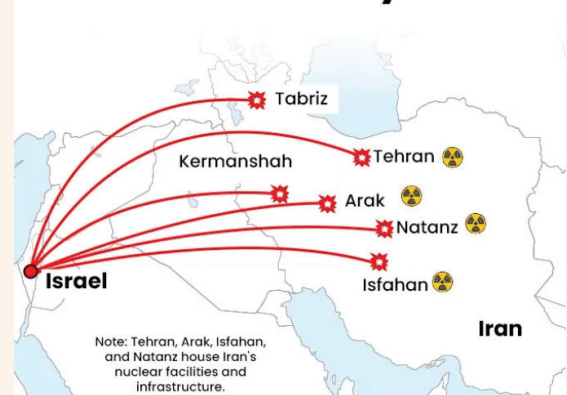 Tabriz
Tehran
Kermanshah
Arak
Natanz
Israel
Isfahan
Iran
Note: Tehran, Arak, Isfahan,
and Natanz house Iran's
nuclear facilities and
infrastructure.